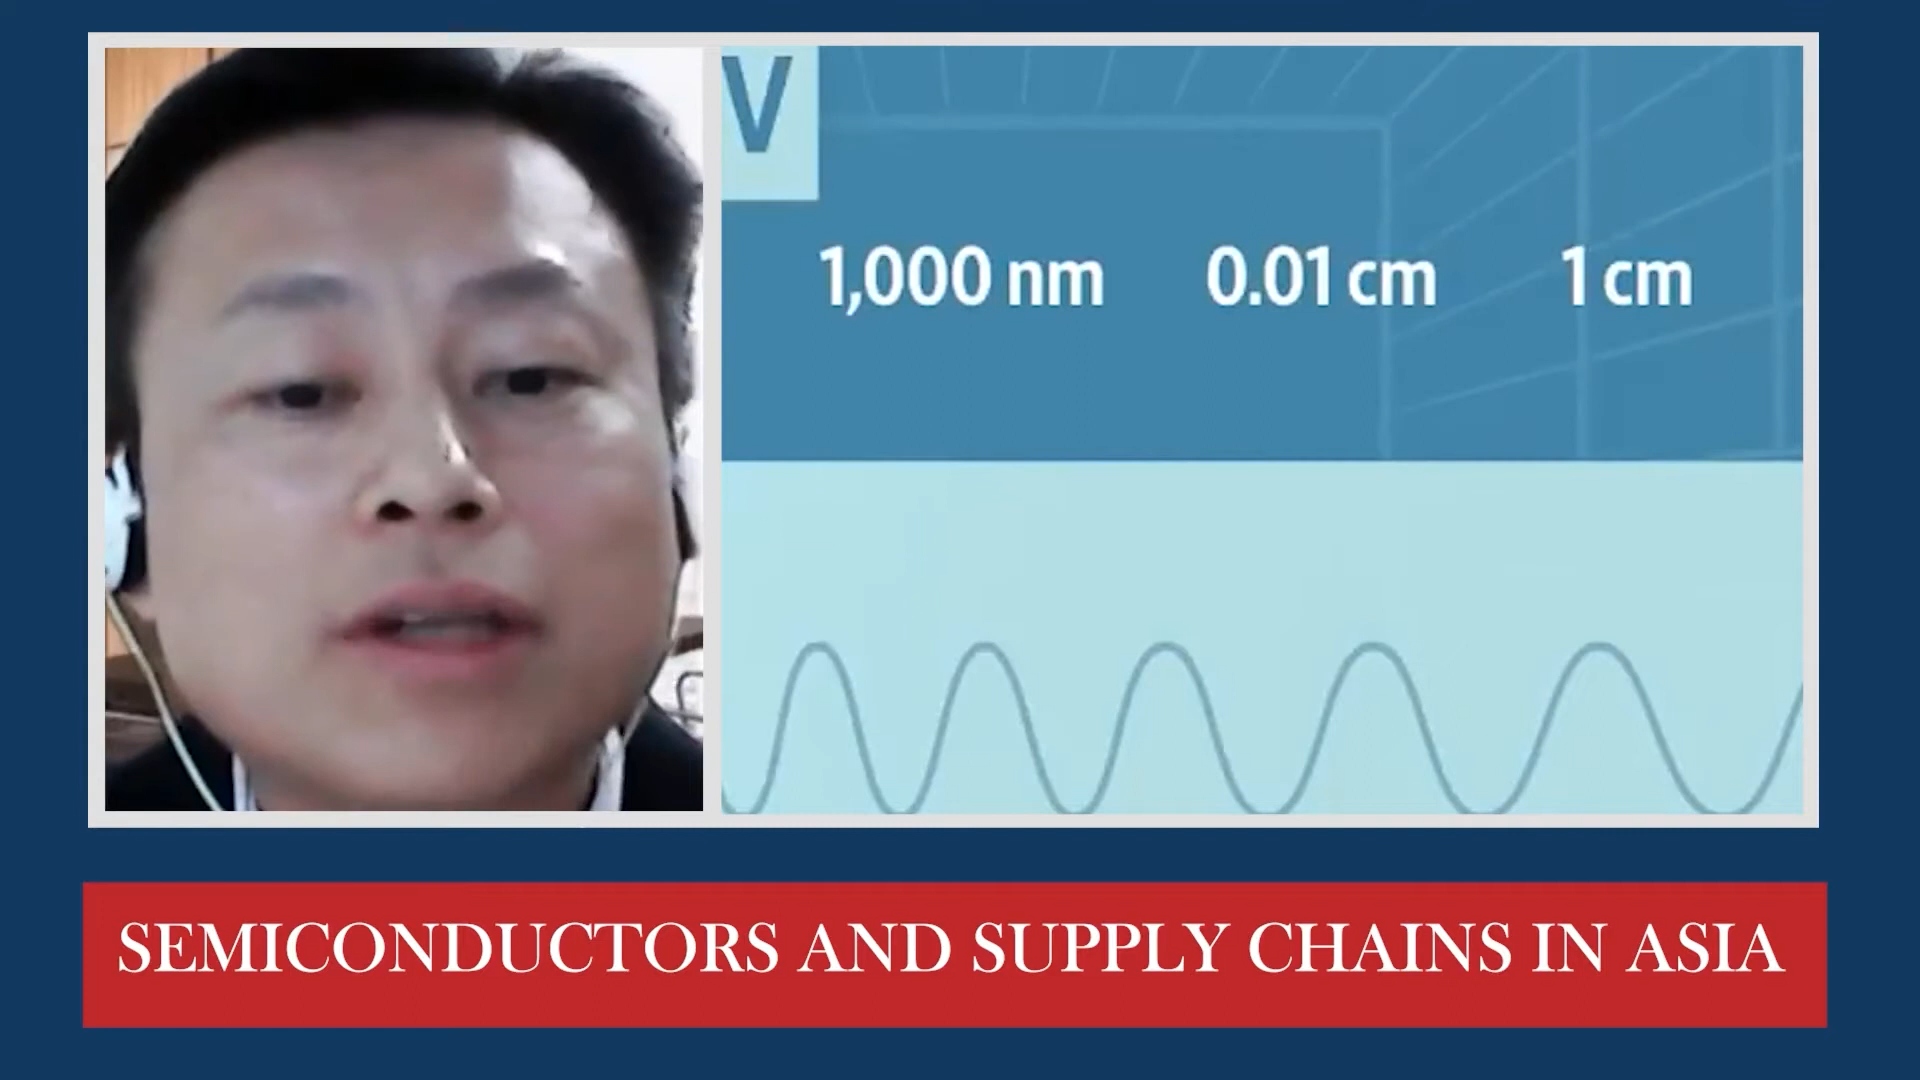 V
1,000 nm 0.01 cm 1 cm
SEMICONDUCTORS AND SUPPLY CHAINS IN ASIA